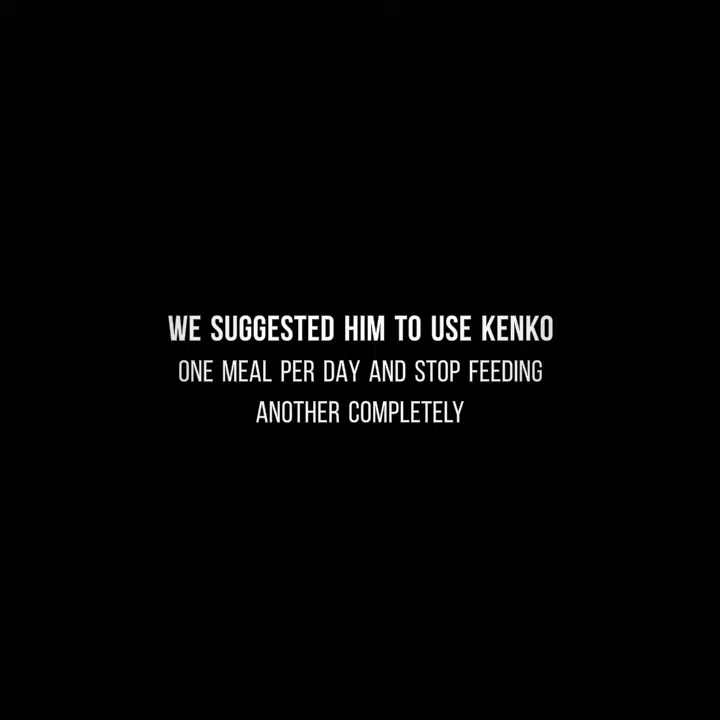 WE SUGGESTED HIM TO USE KENKO
ONE MEAL PER DAY AND STOP FEEDING
ANOTHER COMPLETELY